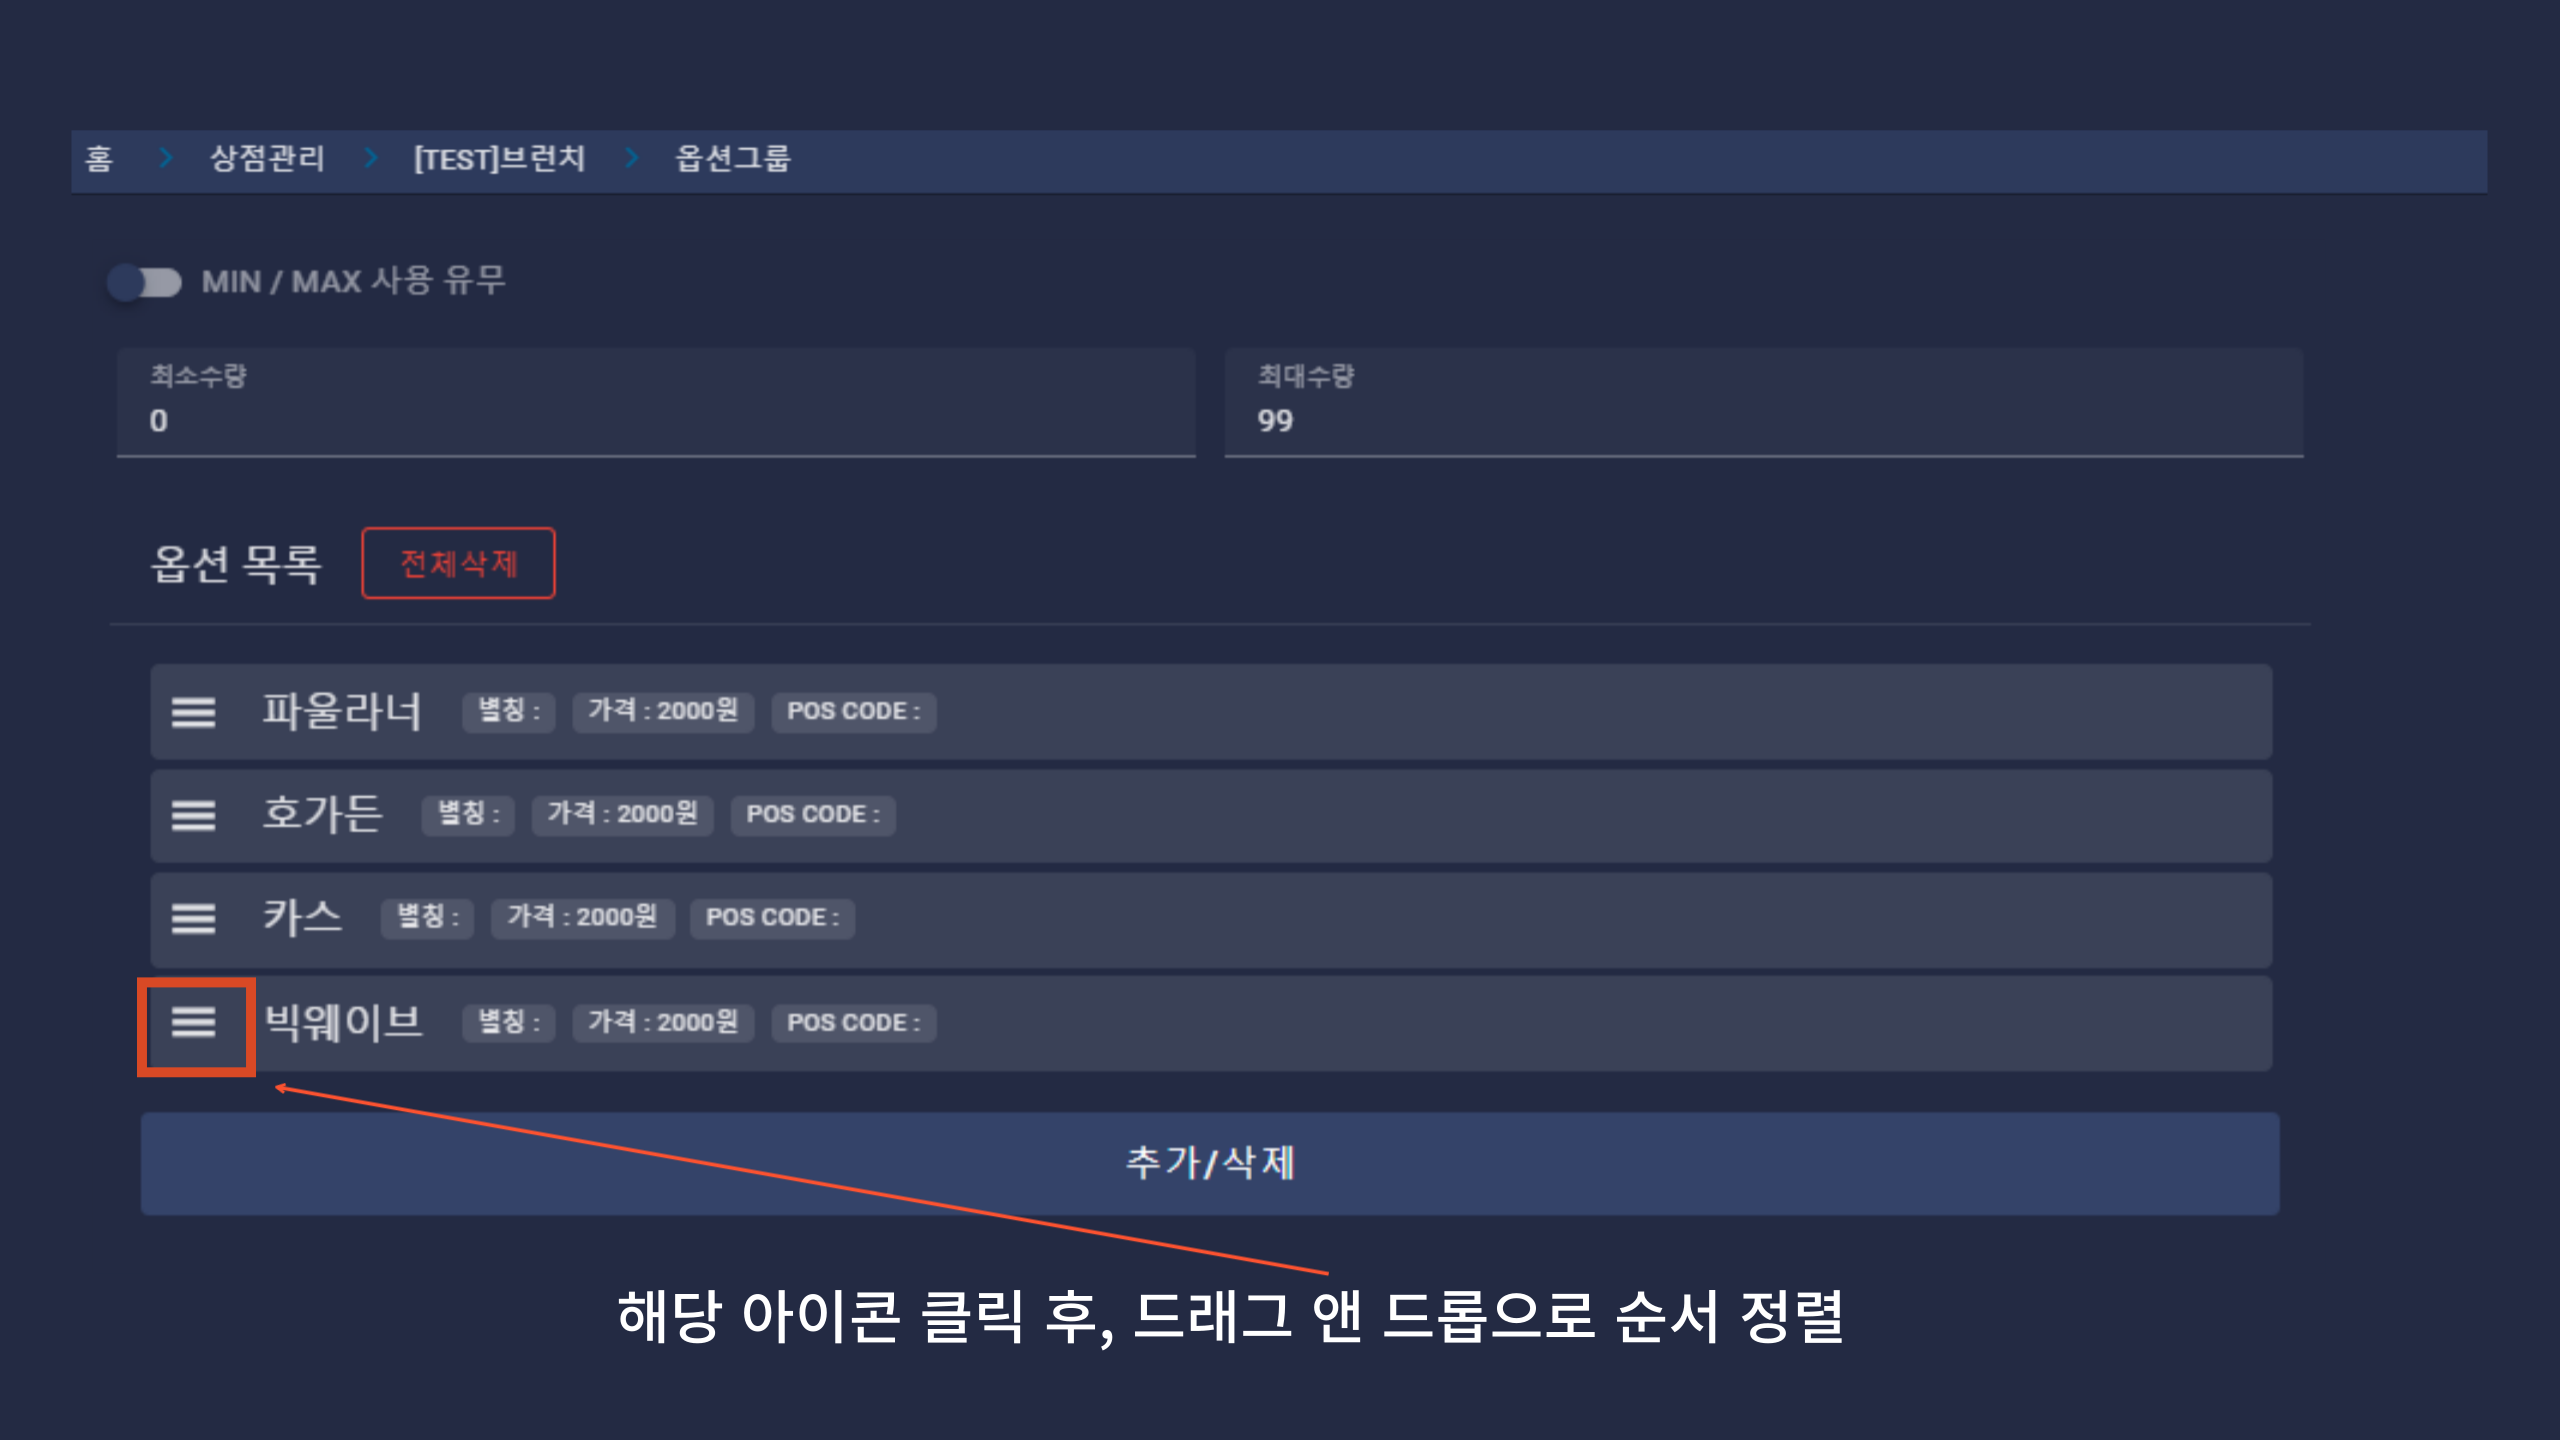 홈 > 상점관리 > [TEST]브런치 > 옵션그룹
MIN / MAX 사용 유무
최소수량 최대수량
0 99
옵션 목록 전체삭제
파울라너 별칭 : 가격 : 2000원 POS CODE :
호가든 별칭 : 가격 : 2000원 POS CODE :
카스 별칭 : 가격 : 2000원 POS CODE :
빅웨이브 별칭 : 가격 : 2000원 POS CODE :
추가/삭제
해당 아이콘 클릭 후, 드래그 앤 드롭으로 순서 정렬